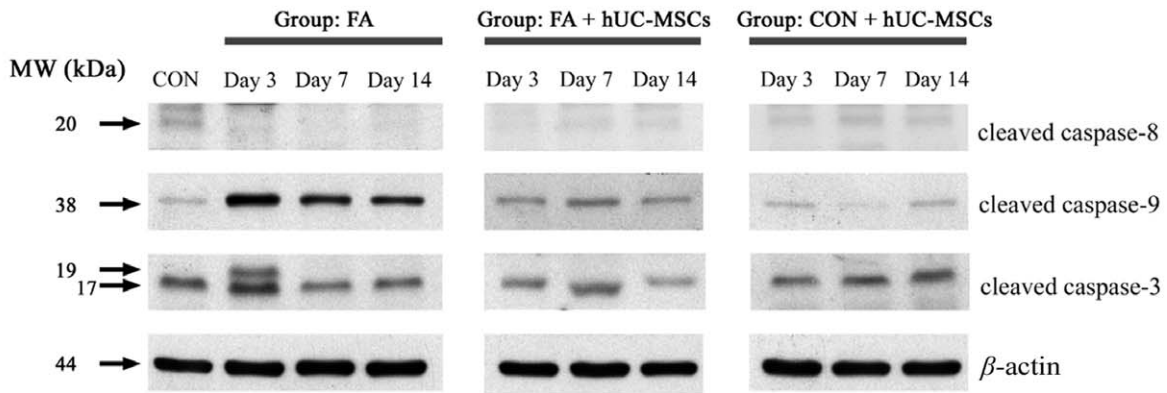 Group: FA
Group: FA + hUC-MSCs
Group: CON + hUC-MSCs
MW (kDa)
CON Day 3 Day 7 Day 14 Day 3 Day 7 Day 14 Day 3 Day 7 Day 14
20 cleaved caspase-8
38 cleaved caspase-9
19
17 cleaved caspase-3
44 β-actin